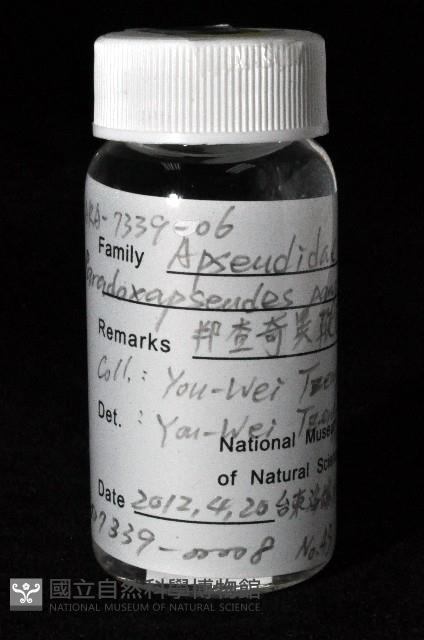 -7339-06
Family Apseudidae
Paradoxapseudes
Remarks 邦查奇異
Coll.: You-Wei
Det. : You-Wei
National Museum
of Natural Scie
Date 2012,4,20 台東
7339-00008 No.
國立自然科學博物館
NATIONAL MUSEUM OF NATURAL SCIENCE